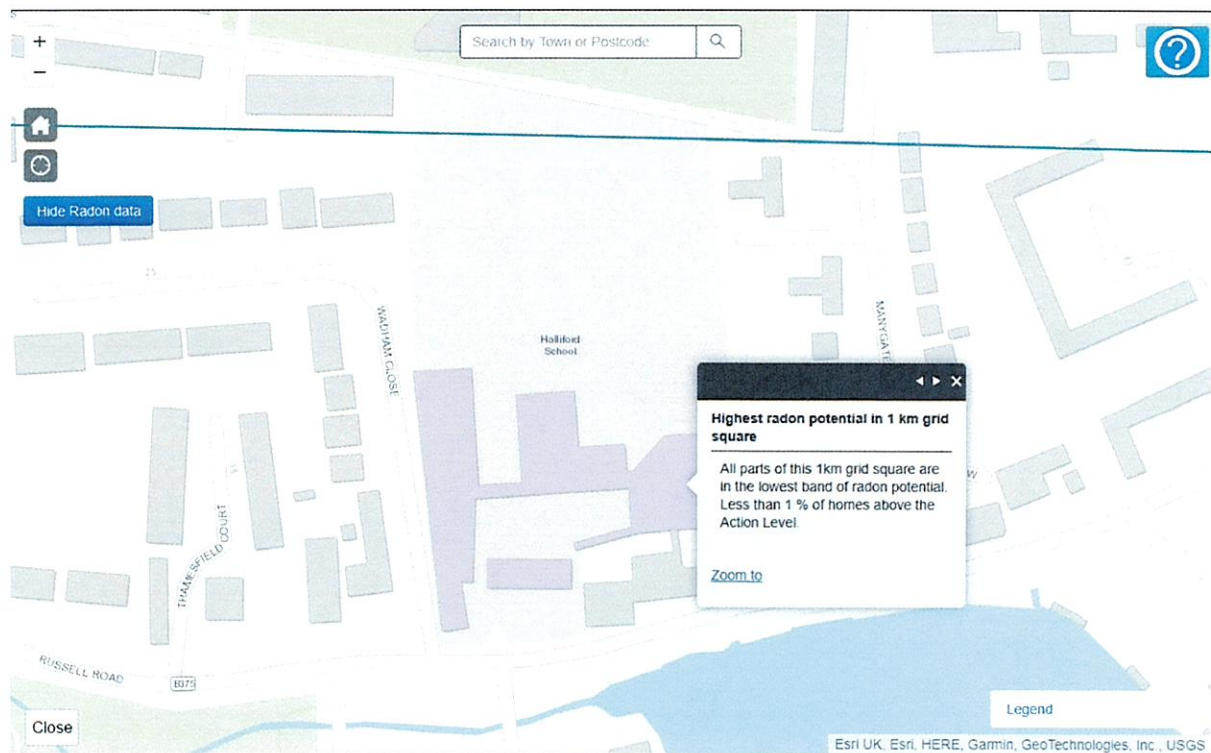 +
Search by Town or Postcode
−
Hide Radon data
25
WADHAM CLOSE
Halliford
School
MANYGATE
Highest radon potential in 1 km grid
square
All parts of this 1km grid square are
in the lowest band of radon potential.
Less than 1 % of homes above the
Action Level.
W
Zoom to
THAMESFIELD COURT
RUSSELL ROAD
B375
Close
Legend
Esri UK, Esri, HERE, Garmin, GeoTechnologies, Inc., USGS